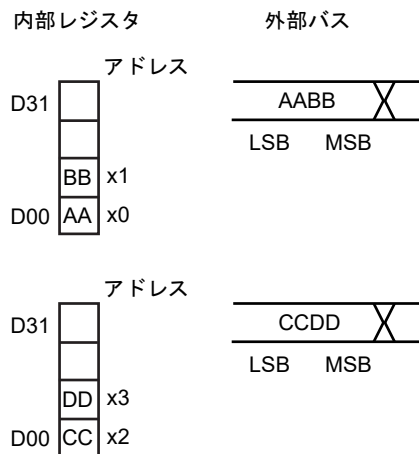 内部レジスタ 外部バス
アドレス
D31 AABB
LSB MSB
BB x1
D00 AA x0
アドレス
D31 CCDD
LSB MSB
DD x3
D00 CC x2